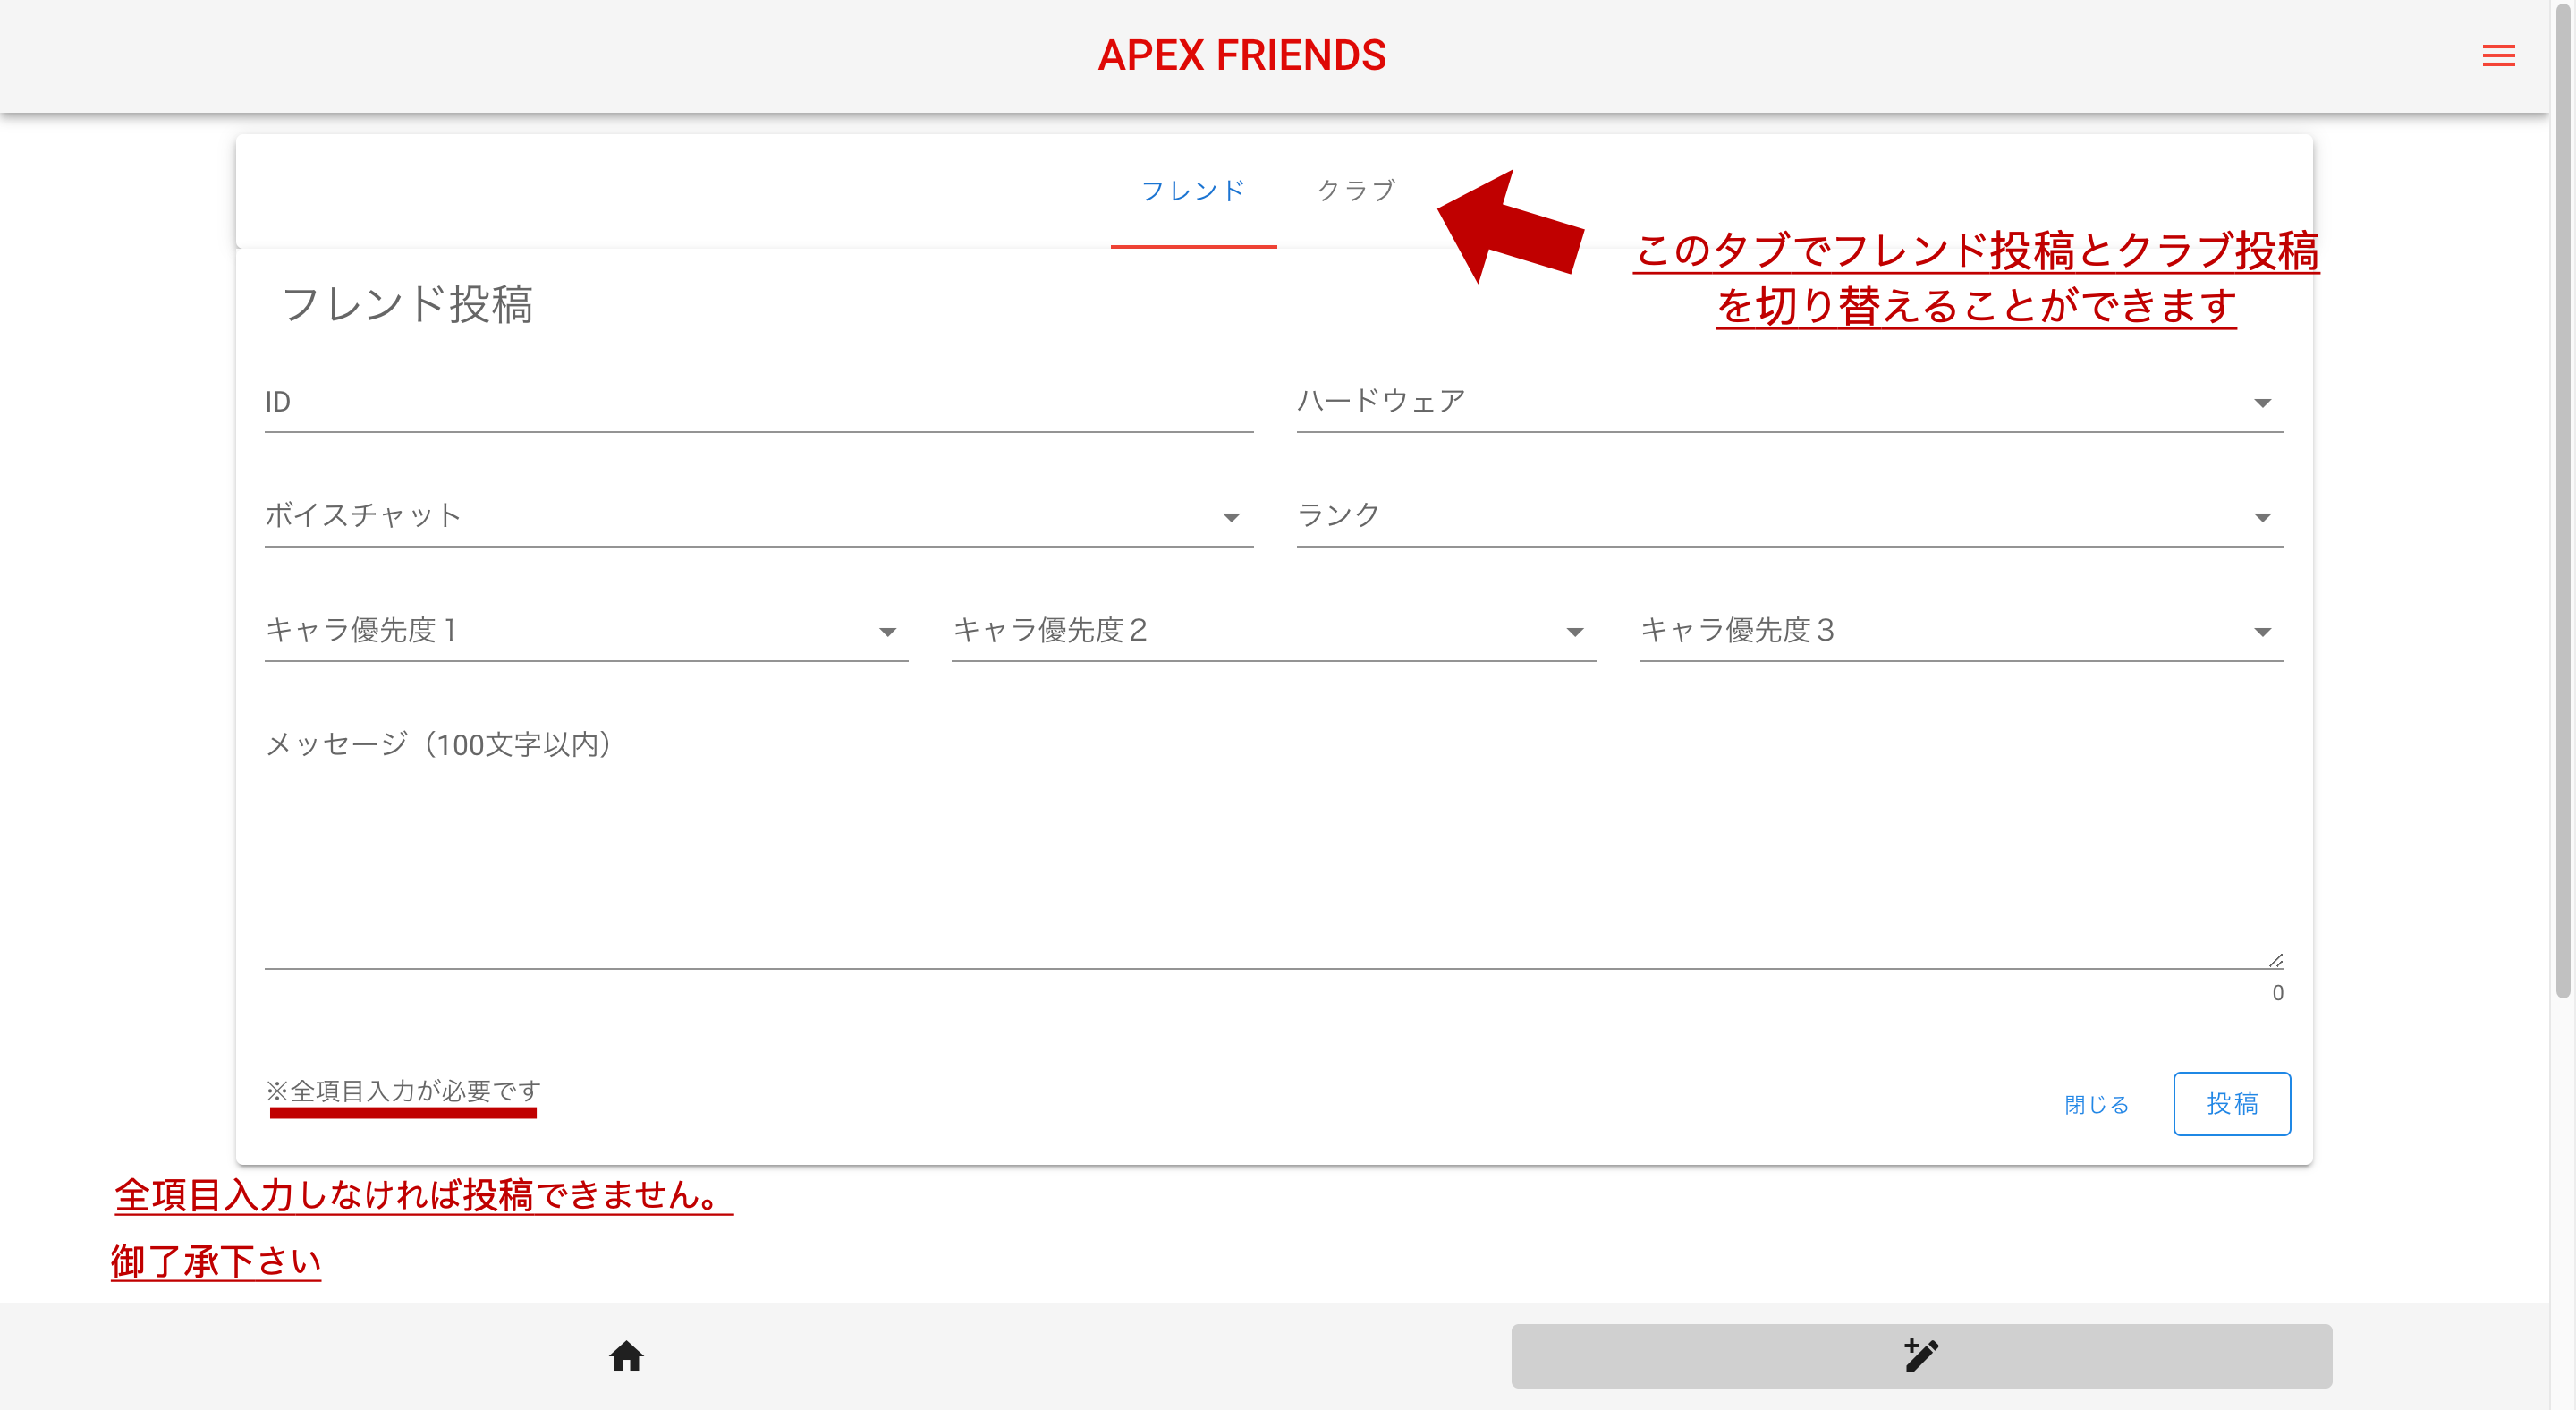 APEX FRIENDS
フレンド
クラブ
このタブでフレンド投稿とクラブ投稿
を切り替えることができます
フレンド投稿
ID
ハードウェア
ボイスチャット
ランク
キャラ優先度１
キャラ優先度２
キャラ優先度３
メッセージ（100文字以内）
0
※全項目入力が必要です
閉じる
投稿
全項目入力しなければ投稿できません。
御了承下さい